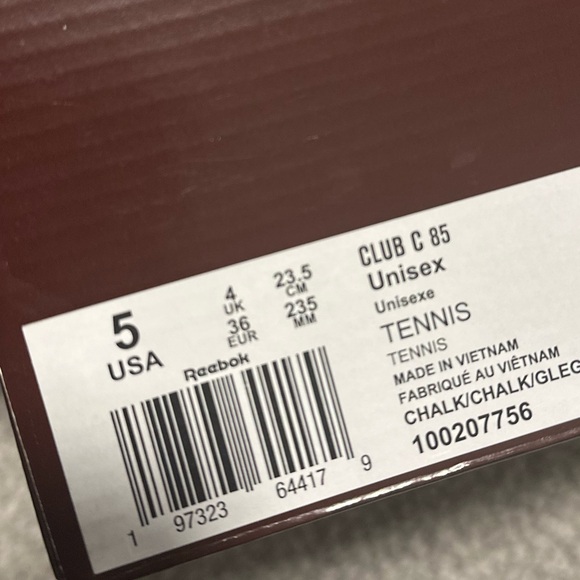 5
USA
4
UK
36
EUR
23.5
CM
235
MM
Reebok
1 97323 64417 9
CLUB C 85
Unisex
Unisexe
TENNIS
TENNIS
MADE IN VIETNAM
FABRIQUÉ AU VIÊTNAM
CHALK/CHALK/GLEG
100207756